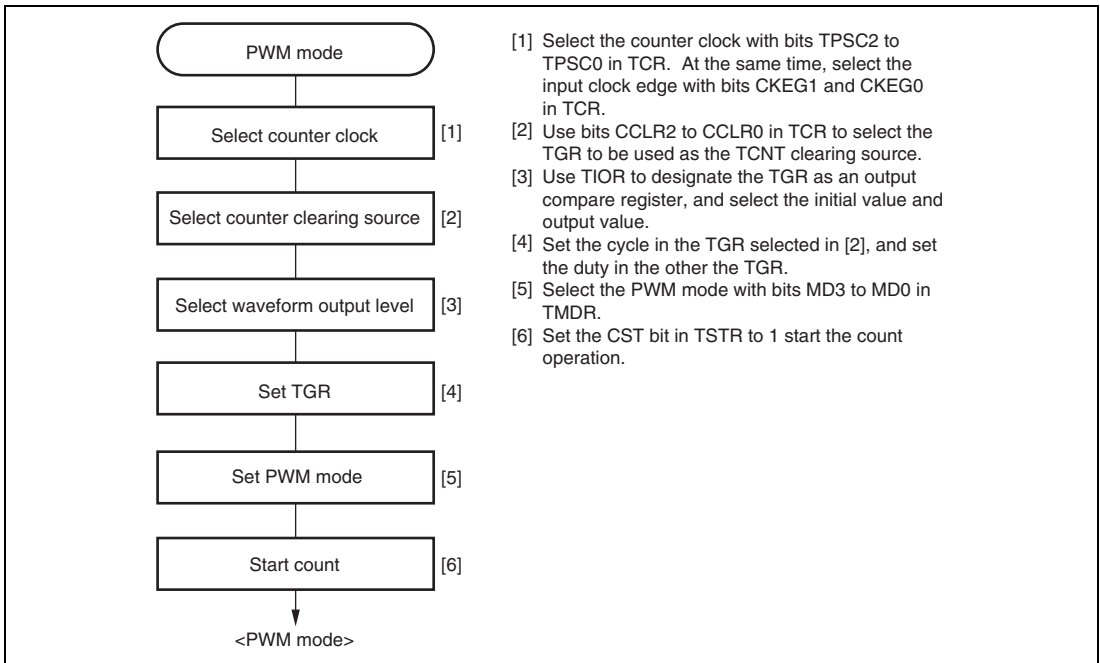 PWM mode
Select counter clock [1]
Select counter clearing source [2]
Select waveform output level [3]
Set TGR [4]
Set PWM mode [5]
Start count [6]
<PWM mode>
[1] Select the counter clock with bits TPSC2 to
TPSC0 in TCR. At the same time, select the
input clock edge with bits CKEG1 and CKEG0
in TCR.
[2] Use bits CCLR2 to CCLR0 in TCR to select the
TGR to be used as the TCNT clearing source.
[3] Use TIOR to designate the TGR as an output
compare register, and select the initial value and
output value.
[4] Set the cycle in the TGR selected in [2], and set
the duty in the other the TGR.
[5] Select the PWM mode with bits MD3 to MD0 in
TMDR.
[6] Set the CST bit in TSTR to 1 start the count
operation.